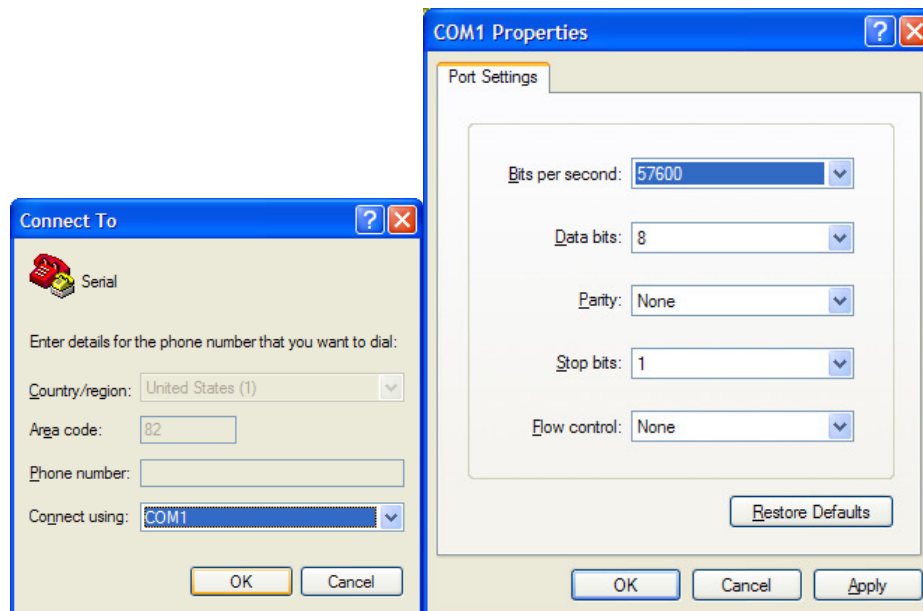 Connect To
Serial
Enter details for the phone number that you want to dial:
Country/region: United States (1)
Area code: 82
Phone number:
Connect using: COM1
OK Cancel
COM1 Properties
Port Settings
Bits per second: 57600
Data bits: 8
Parity: None
Stop bits: 1
Flow control: None
Restore Defaults
OK Cancel Apply